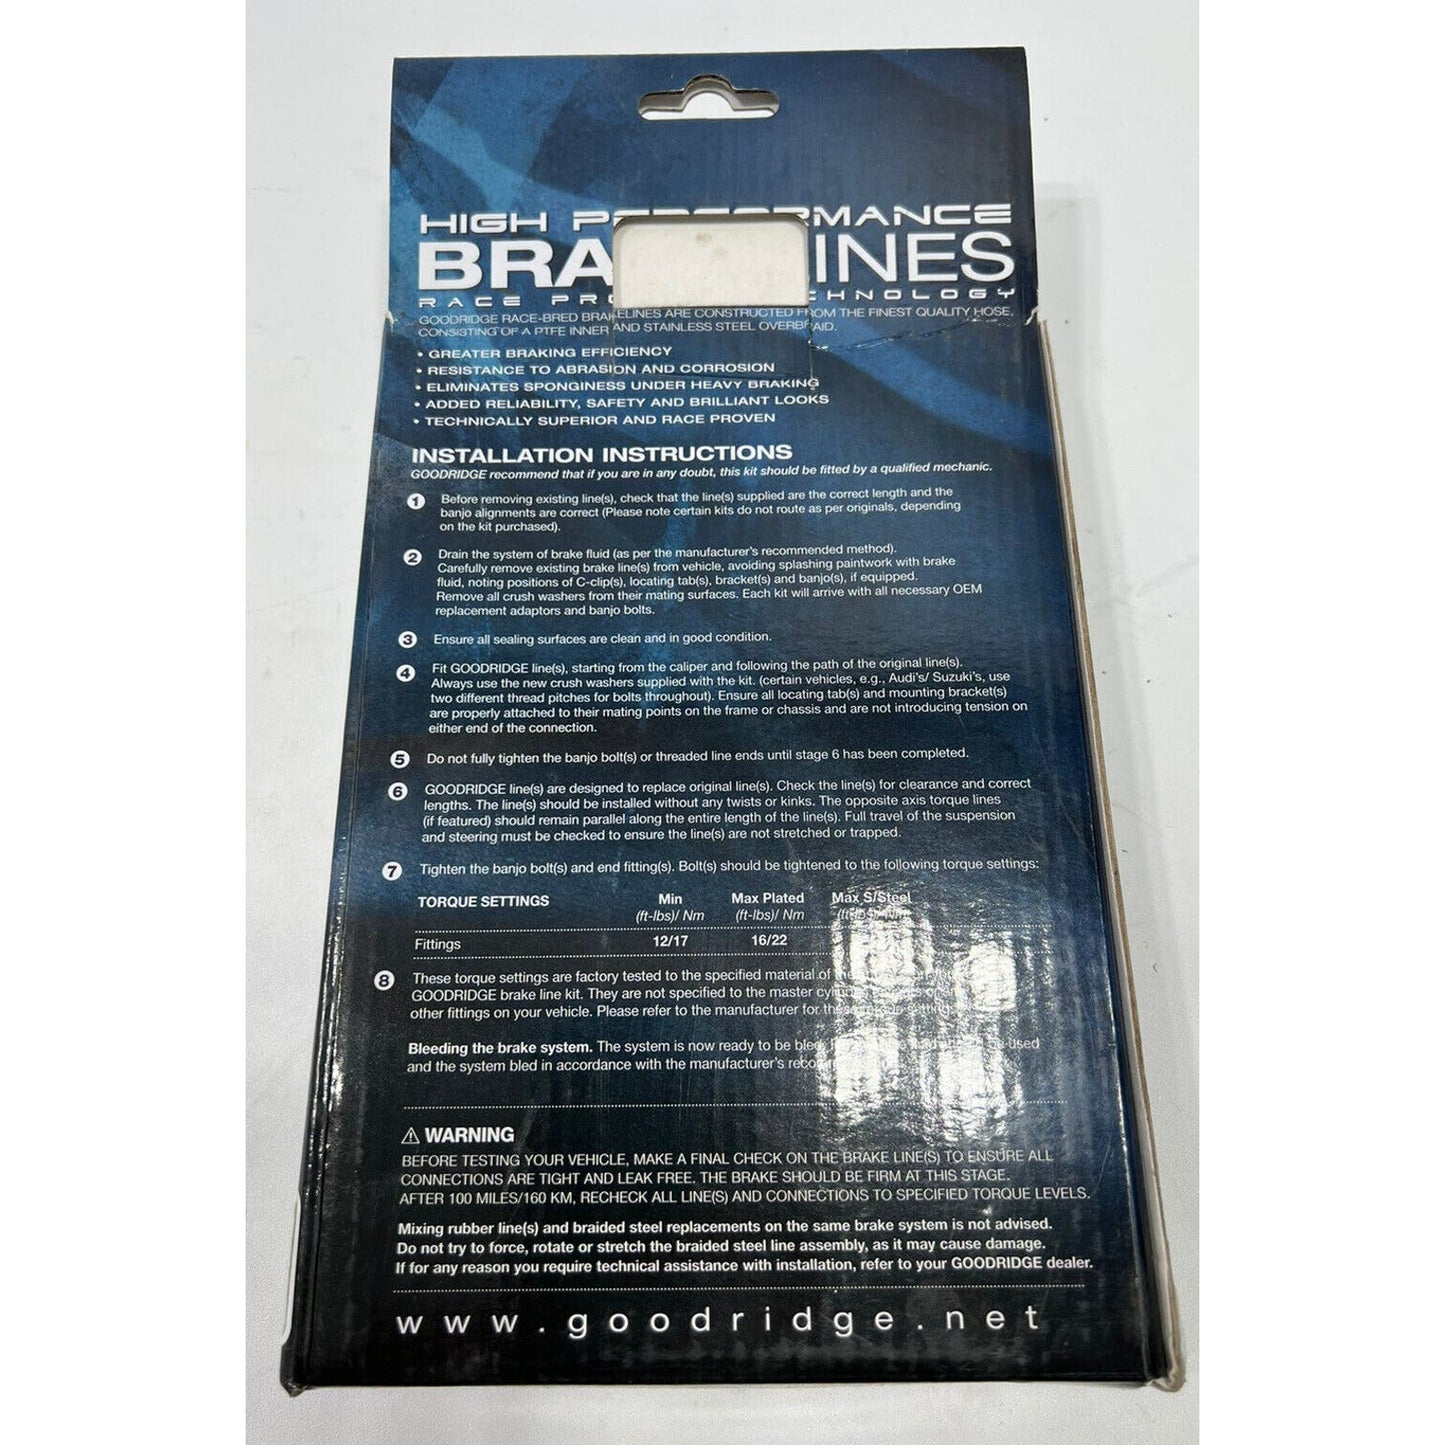 HIGH PERFORMANCE
BRA INES
RACE PRO CHNOLOGY
GOODRIDGE RACE-BRED BRAKELINES ARE CONSTRUCTED FROM THE FINEST QUALITY HOSE,
CONSISTING OF A PTFE INNER AND STAINLESS STEEL OVERBRAID.
• GREATER BRAKING EFFICIENCY
• RESISTANCE TO ABRASION AND CORROSION
• ELIMINATES SPONGINESS UNDER HEAVY BRAKING
• ADDED RELIABILITY, SAFETY AND BRILLIANT LOOKS
• TECHNICALLY SUPERIOR AND RACE PROVEN
INSTALLATION INSTRUCTIONS
GOODRIDGE recommend that if you are in any doubt, this kit should be fitted by a qualified mechanic.
1 Before removing existing line(s), check that the line(s) supplied are the correct length and the
banjo alignments are correct (Please note certain kits do not route as per originals, depending
on the kit purchased).
2 Drain the system of brake fluid (as per the manufacturer's recommended method).
Carefully remove existing brake line(s) from vehicle, avoiding splashing paintwork with brake
fluid, noting positions of C-clip(s), locating tab(s), bracket(s) and banjo(s), if equipped.
Remove all crush washers from their mating surfaces. Each kit will arrive with all necessary OEM
replacement adaptors and banjo bolts.
3 Ensure all sealing surfaces are clean and in good condition.
4 Fit GOODRIDGE line(s), starting from the caliper and following the path of the original line(s).
Always use the new crush washers supplied with the kit. (certain vehicles, e.g., Audi's/ Suzuki's, use
two different thread pitches for bolts throughout). Ensure all locating tab(s) and mounting bracket(s)
are properly attached to their mating points on the frame or chassis and are not introducing tension on
either end of the connection.
5 Do not fully tighten the banjo bolt(s) or threaded line ends until stage 6 has been completed.
6 GOODRIDGE line(s) are designed to replace original line(s). Check the line(s) for clearance and correct
lengths. The line(s) should be installed without any twists or kinks. The opposite axis torque lines
(if featured) should remain parallel along the entire length of the line(s). Full travel of the suspension
and steering must be checked to ensure the line(s) are not stretched or trapped.
7 Tighten the banjo bolt(s) and end fitting(s). Bolt(s) should be tightened to the following torque settings:
TORQUE SETTINGS Min Max Plated Max S/Steel
(ft-lbs)/ Nm (ft-lbs)/ Nm (ft-lbs)/ Nm
Fittings 12/17 16/22
8 These torque settings are factory tested to the specified material of
GOODRIDGE brake line kit. They are not specified to the master
other fittings on your vehicle. Please refer to the manufacturer for these torque settings
Bleeding the brake system. The system is now ready to be used
and the system bled in accordance with the manufacturer's
⚠ WARNING
BEFORE TESTING YOUR VEHICLE, MAKE A FINAL CHECK ON THE BRAKE LINE(S) TO ENSURE ALL
CONNECTIONS ARE TIGHT AND LEAK FREE. THE BRAKE SHOULD BE FIRM AT THIS STAGE.
AFTER 100 MILES/160 KM, RECHECK ALL LINE(S) AND CONNECTIONS TO SPECIFIED TORQUE LEVELS.
Mixing rubber line(s) and braided steel replacements on the same brake system is not advised.
Do not try to force, rotate or stretch the braided steel line assembly, as it may cause damage.
If for any reason you require technical assistance with installation, refer to your GOODRIDGE dealer.
www.goodridge.net